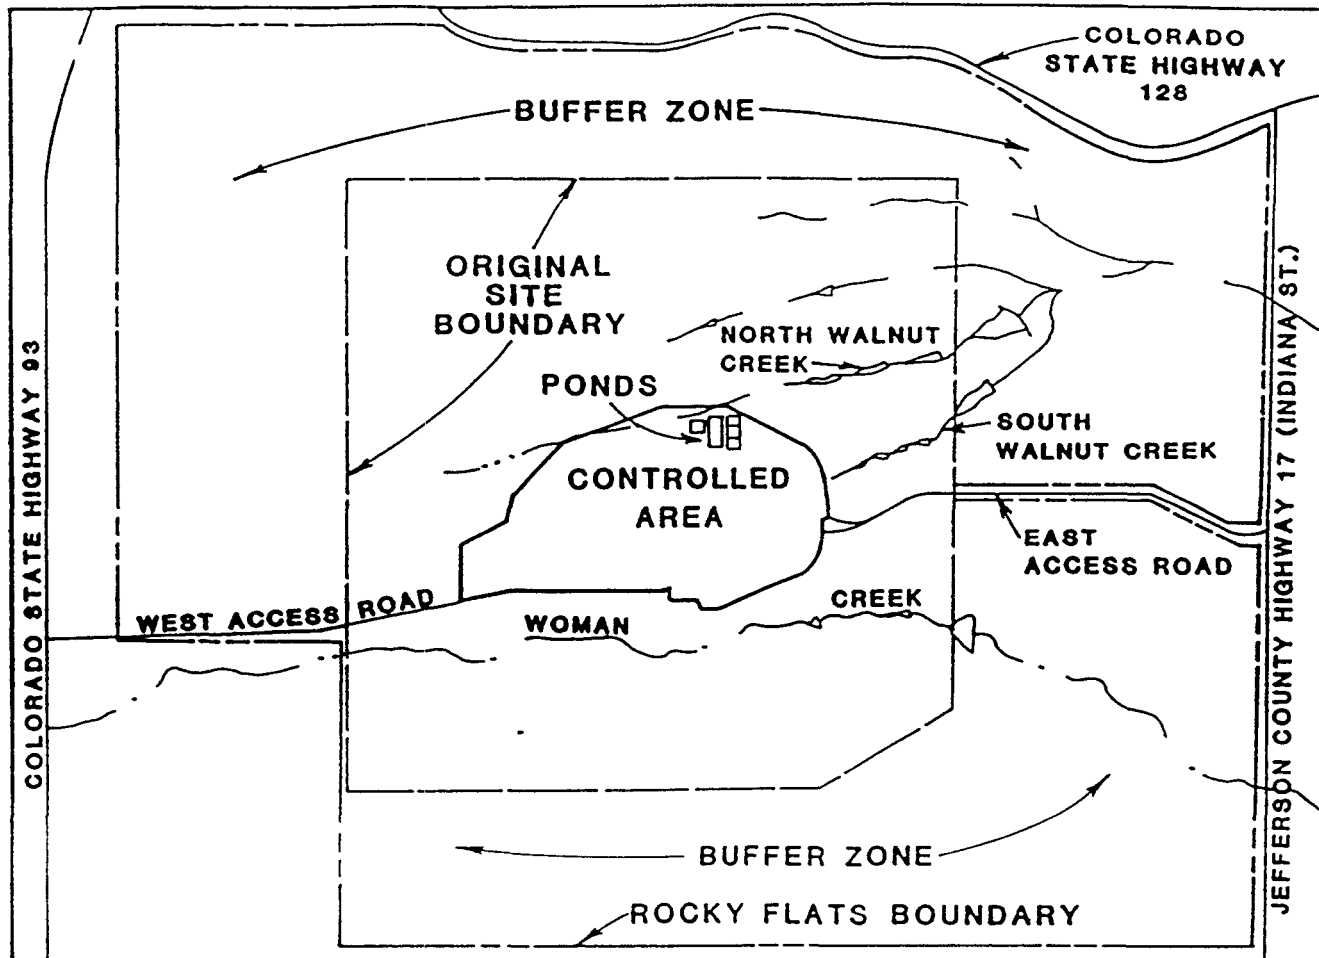 COLORADO
STATE HIGHWAY
128
BUFFER ZONE
ORIGINAL
SITE
BOUNDARY
NORTH WALNUT
CREEK
PONDS
SOUTH
WALNUT CREEK
CONTROLLED
AREA
EAST
ACCESS ROAD
WEST ACCESS ROAD
WOMAN CREEK
BUFFER ZONE
ROCKY FLATS BOUNDARY
COLORADO STATE HIGHWAY 93
JEFFERSON COUNTY HIGHWAY 17 (INDIANA ST.)